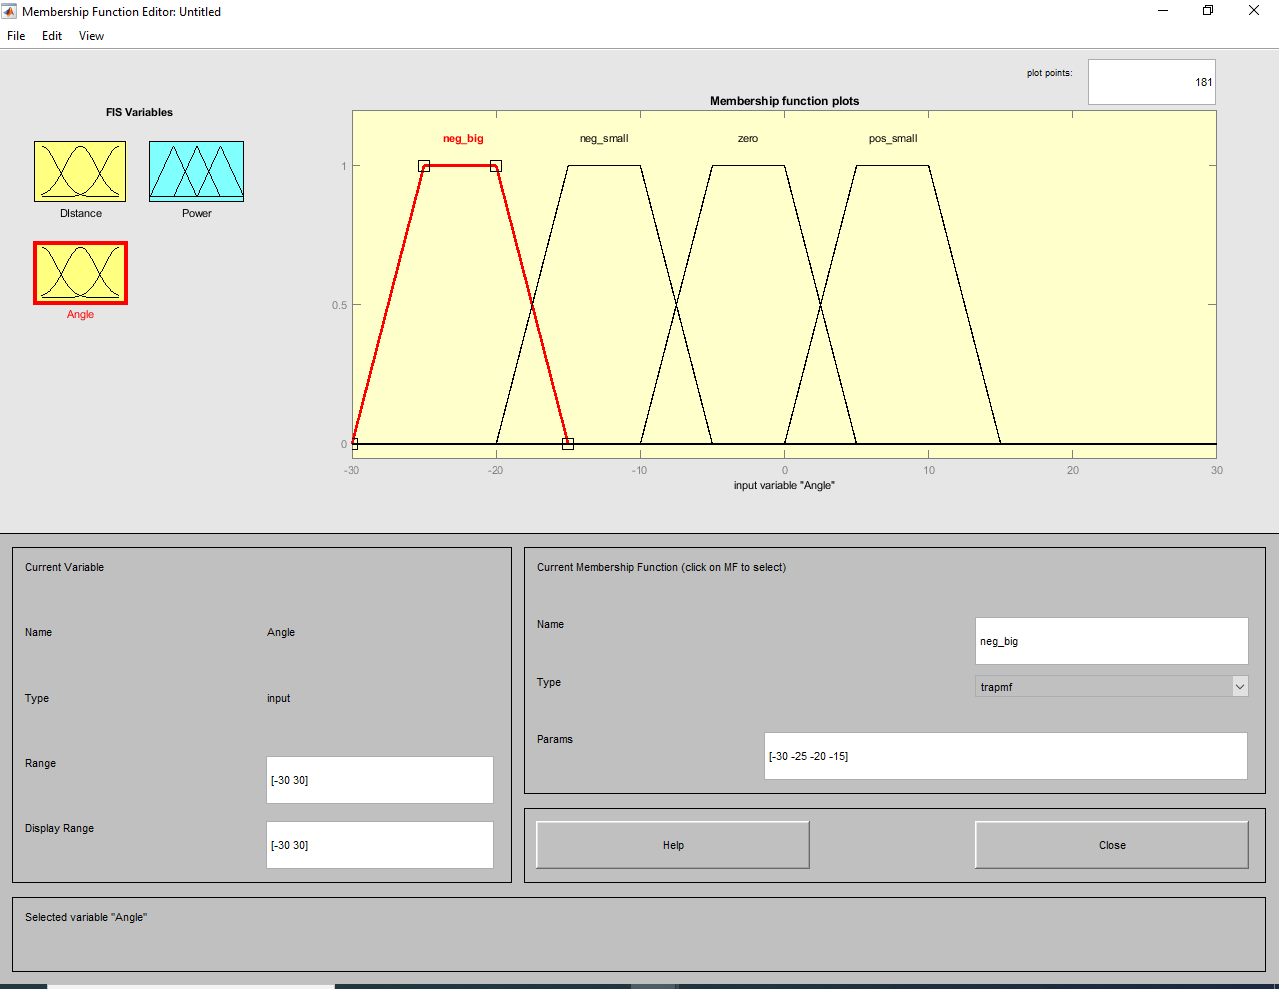 Membership Function Editor: Untitled
File Edit View
plot points:
181
FIS Variables
DIstance
Power
Angle
Membership function plots
neg_big neg_small zero pos_small
1
0.5
0
-30 -20 -10 0 10 20 30
input variable "Angle"
Current Variable
Name Angle
Type input
Range [-30 30]
Display Range [-30 30]
Current Membership Function (click on MF to select)
Name neg_big
Type trapmf
Params [-30 -25 -20 -15]
Help Close
Selected variable "Angle"